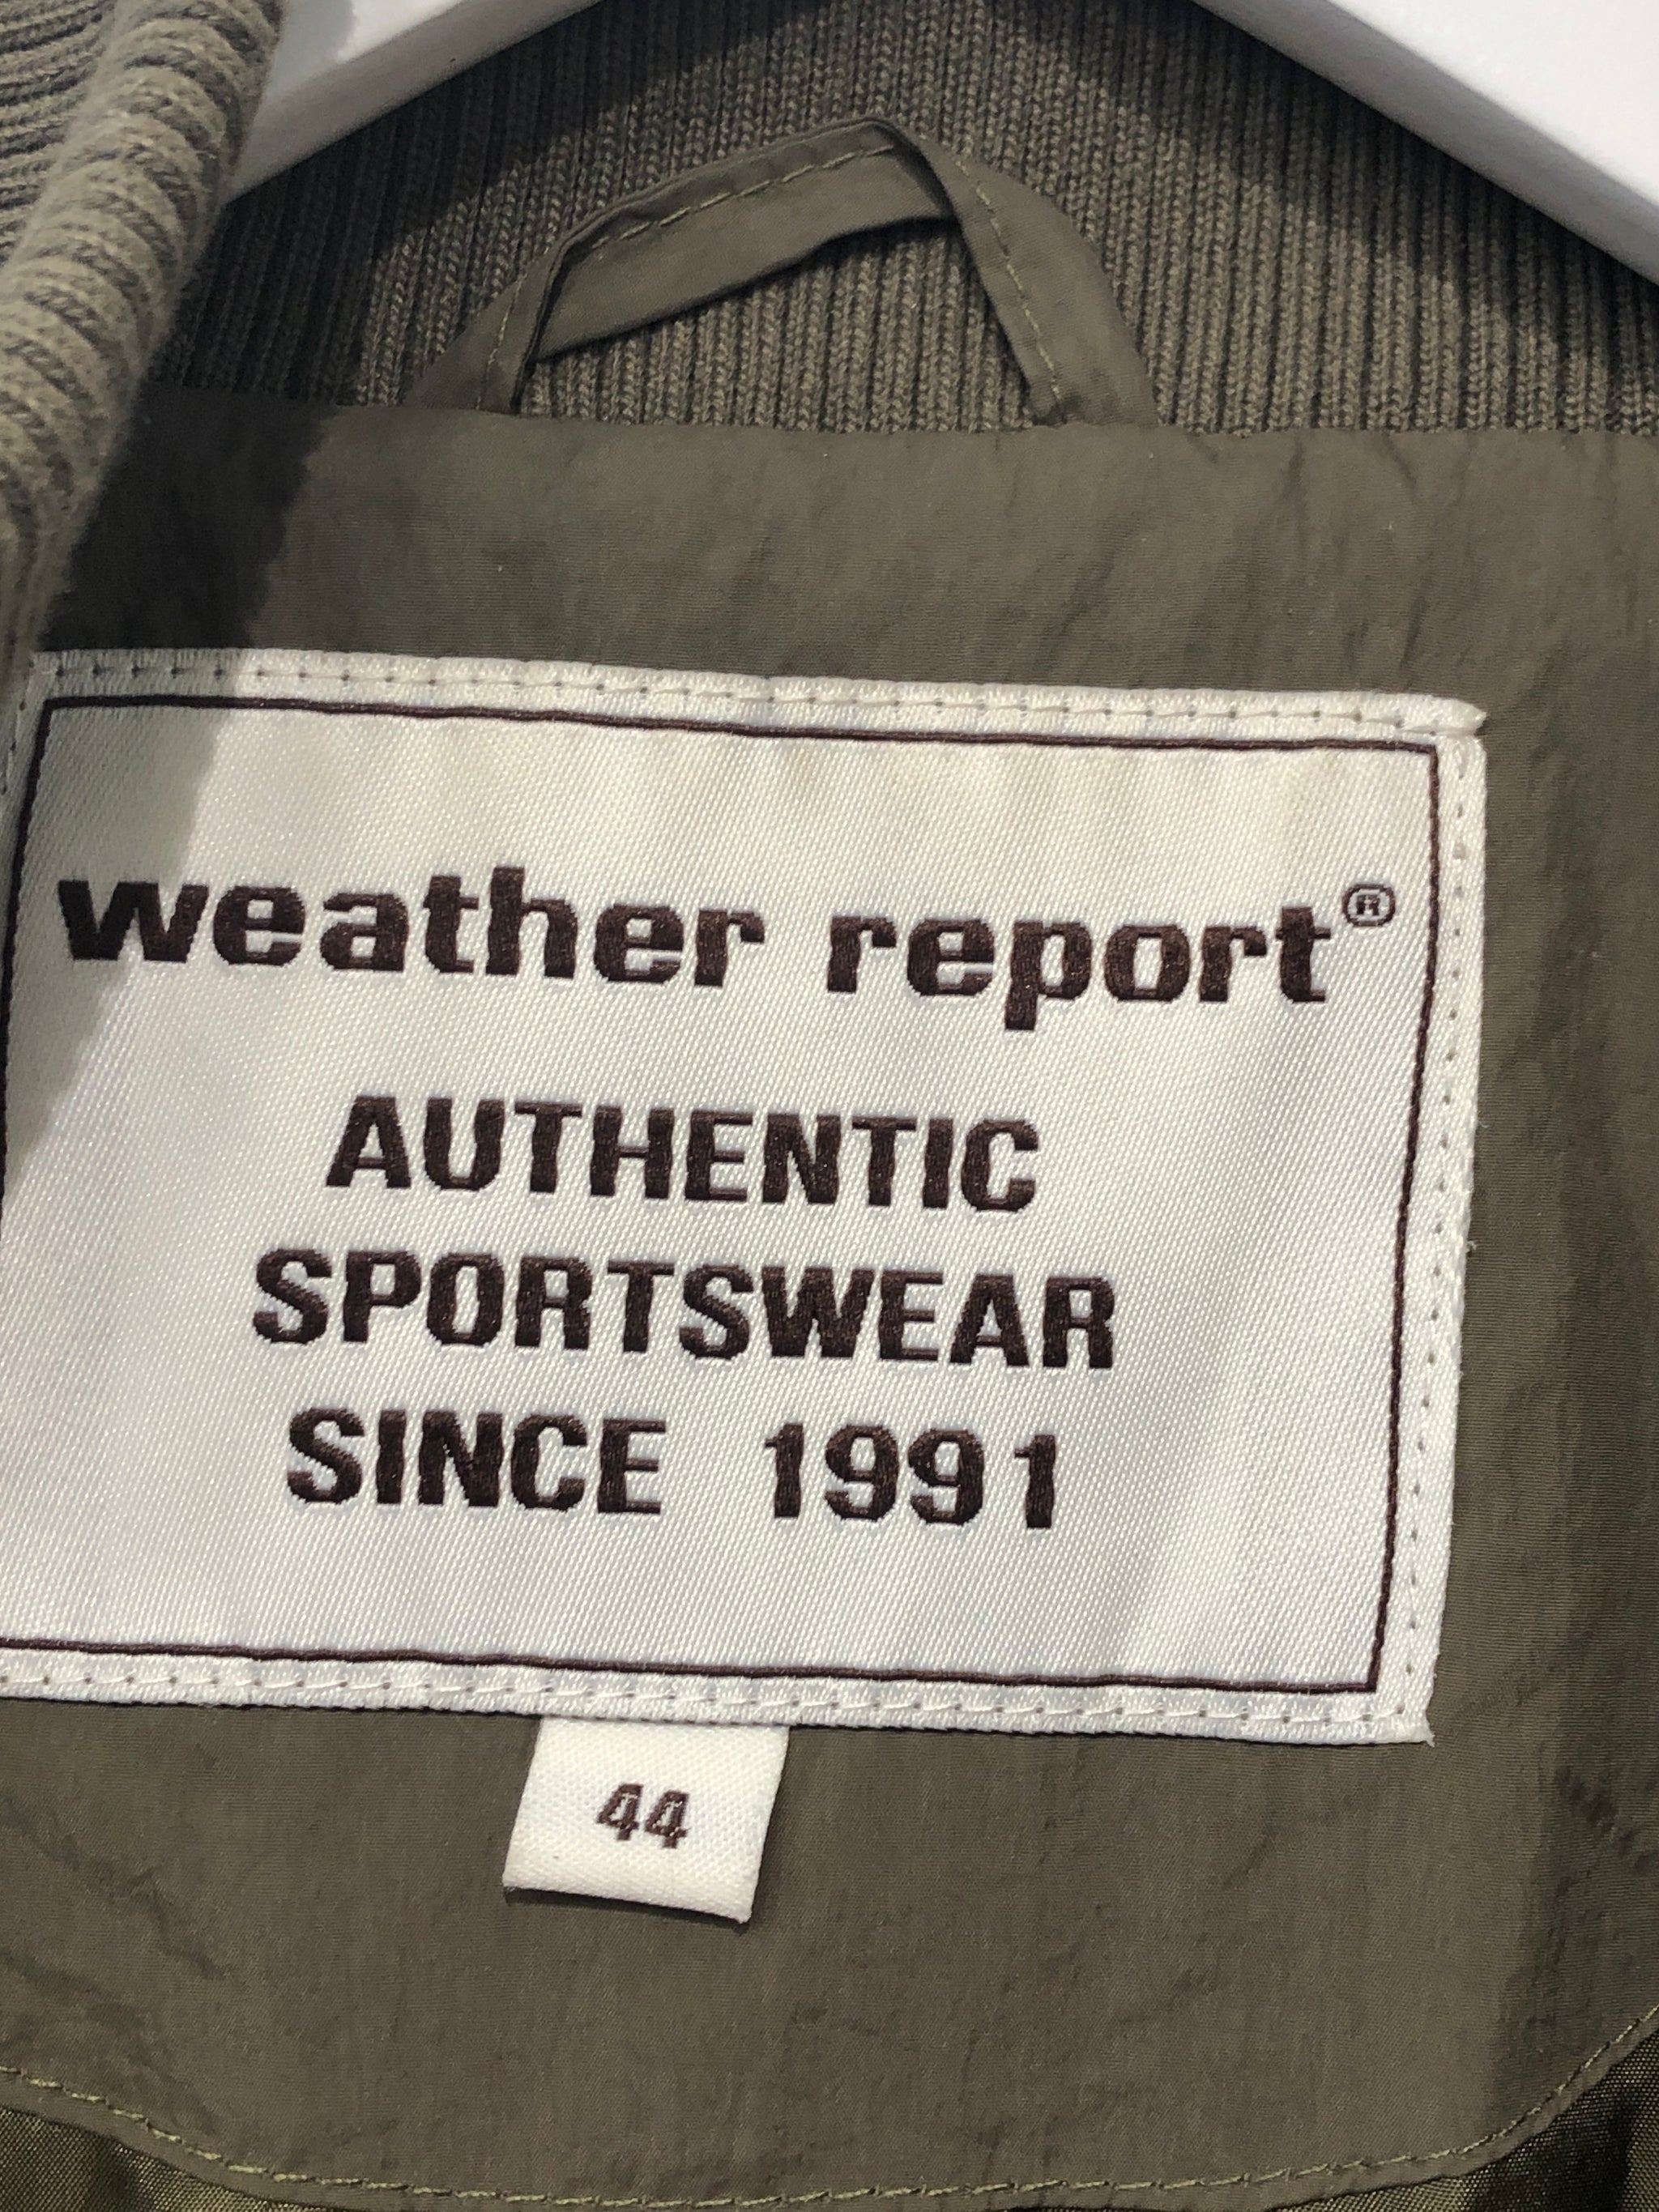 weather report®
AUTHENTIC
SPORTSWEAR
SINCE 1991
44